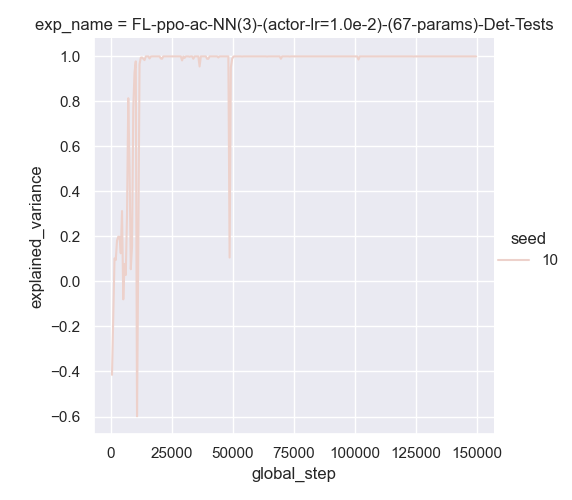 exp_name = FL-ppo-ac-NN(3)-(actor-lr=1.0e-2)-(67-params)-Det-Tests
1.0
0.8
0.6
0.4
0.2
0.0
−0.2
−0.4
−0.6
explained_variance
0 25000 50000 75000 100000 125000 150000
global_step
seed
10